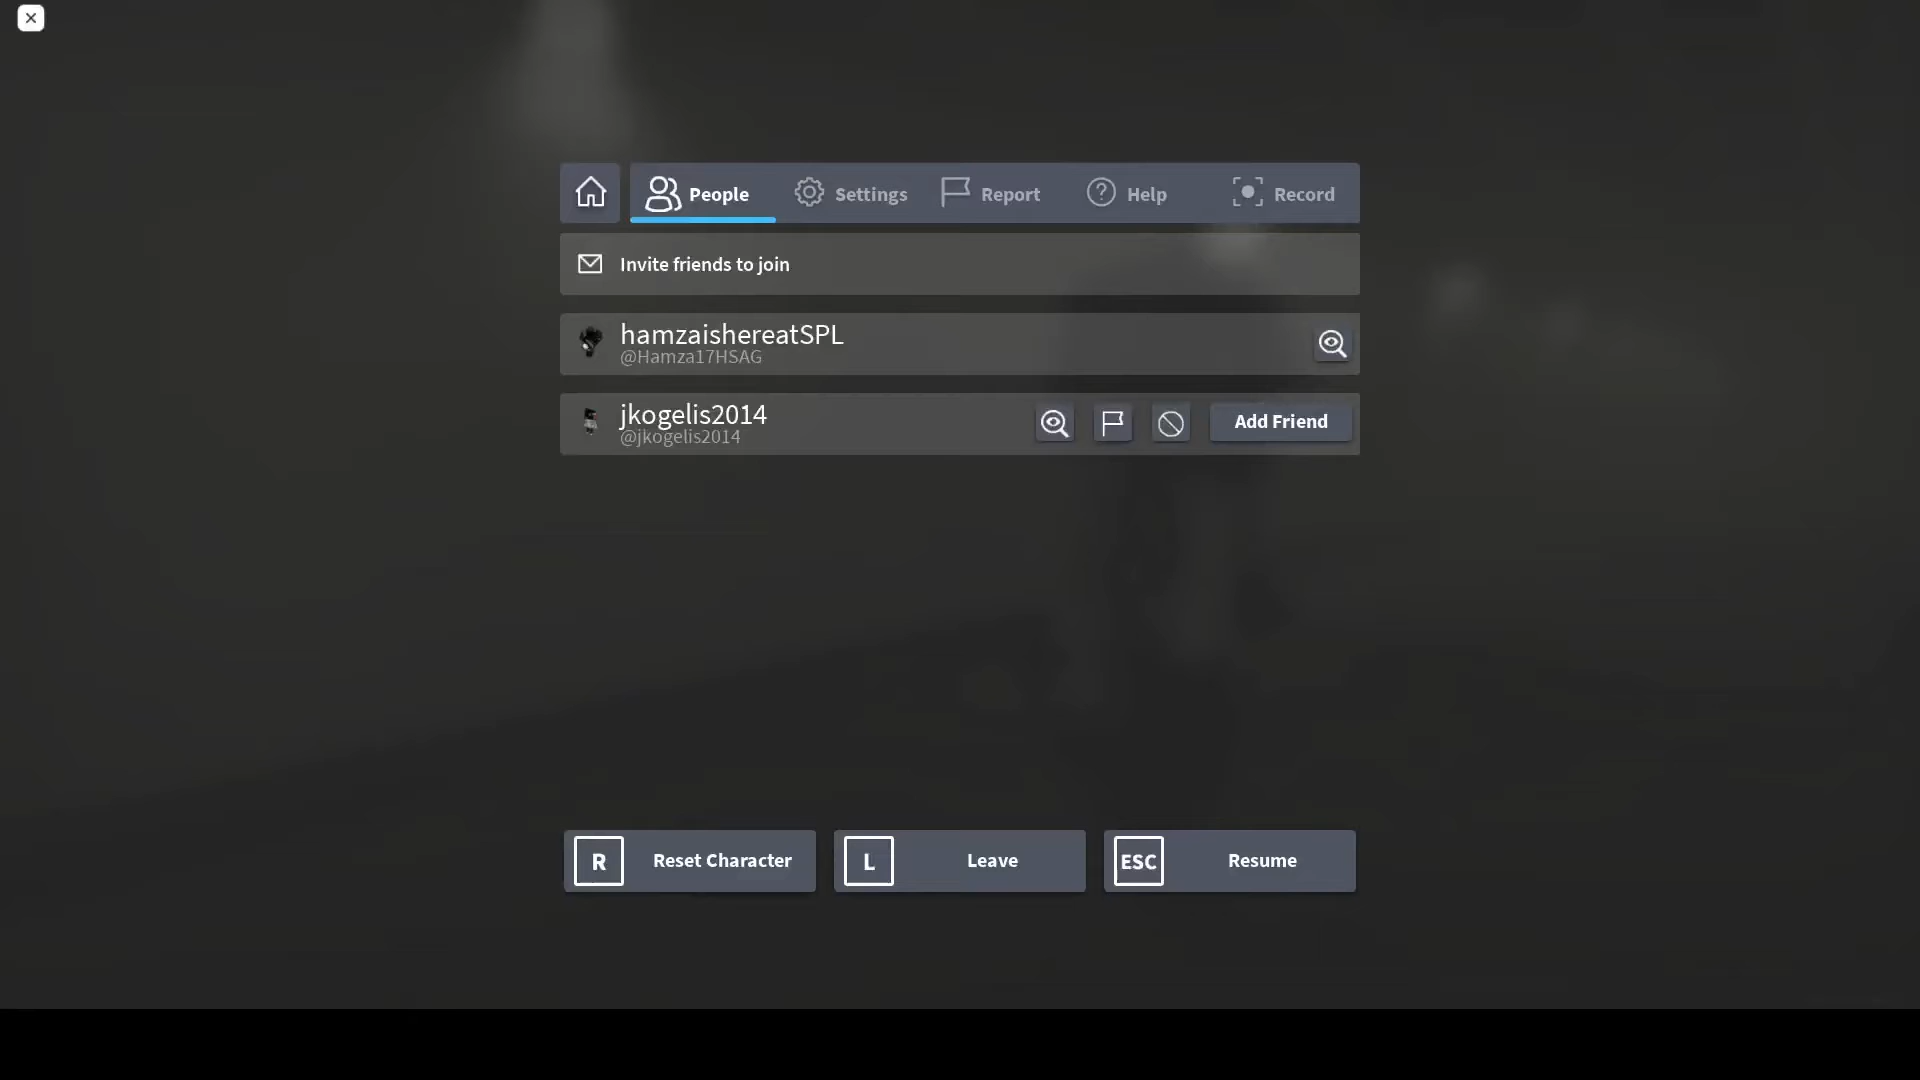 People
Settings
Report
Help
Record
Invite friends to join
hamzaishereatSPL
@Hamza17HSAG
jkogelis2014
@jkogelis2014
Add Friend
R Reset Character
L Leave
ESC Resume